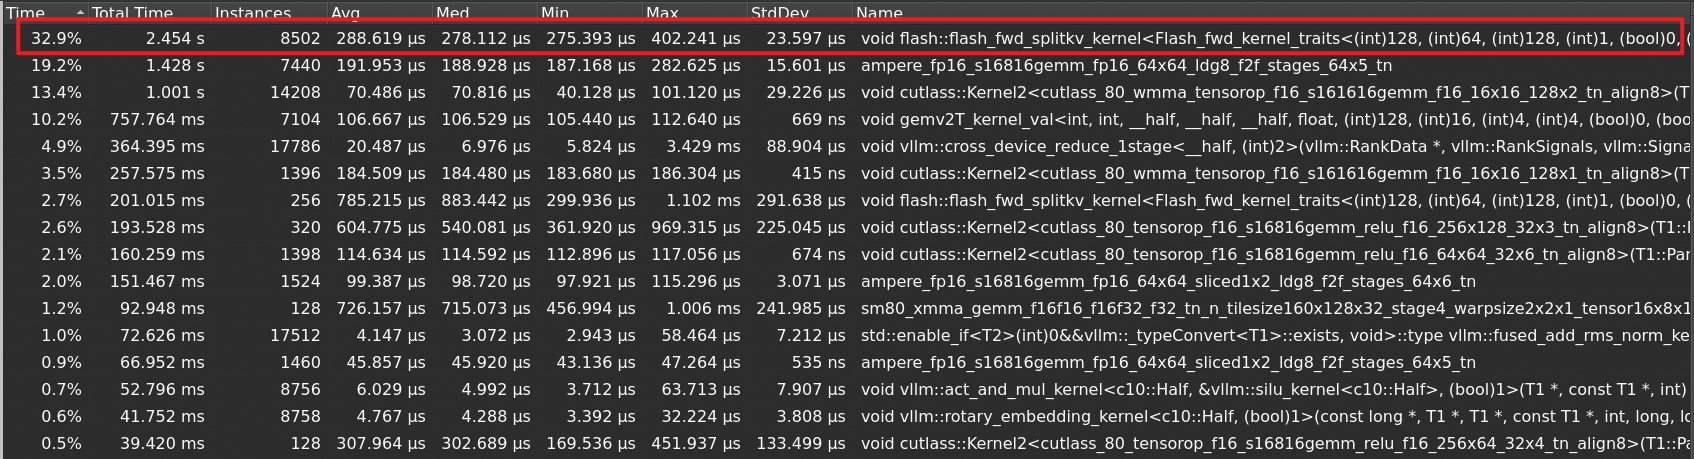 Time Total Time Instances Avg Med Min Max StdDev Name
32.9% 2.454 s 8502 288.619 μs 278.112 μs 275.393 μs 402.241 μs 23.597 μs void flash::flash_fwd_splitkv_kernel<Flash_fwd_kernel_traits<(int)128, (int)64, (int)128, (int)1, (bool)0, (
19.2% 1.428 s 7440 191.953 μs 188.928 μs 187.168 μs 282.625 μs 15.601 μs ampere_fp16_s16816gemm_fp16_64x64_ldg8_f2f_stages_64x5_tn
13.4% 1.001 s 14208 70.486 μs 70.816 μs 40.128 μs 101.120 μs 29.226 μs void cutlass::Kernel2<cutlass_80_wmma_tensorop_f16_s161616gemm_f16_16x16_128x2_tn_align8>(T
10.2% 757.764 ms 7104 106.667 μs 106.529 μs 105.440 μs 112.640 μs 669 ns void gemv2T_kernel_val<int, int, __half, __half, __half, float, (int)128, (int)16, (int)4, (int)4, (bool)0, (boo
4.9% 364.395 ms 17786 20.487 μs 6.976 μs 5.824 μs 3.429 ms 88.904 μs void vllm::cross_device_reduce_1stage<__half, (int)2>(vllm::RankData *, vllm::RankSignals, vllm::Signa
3.5% 257.575 ms 1396 184.509 μs 184.480 μs 183.680 μs 186.304 μs 415 ns void cutlass::Kernel2<cutlass_80_wmma_tensorop_f16_s161616gemm_f16_16x16_128x1_tn_align8>(T
2.7% 201.015 ms 256 785.215 μs 883.442 μs 299.936 μs 1.102 ms 291.638 μs void flash::flash_fwd_splitkv_kernel<Flash_fwd_kernel_traits<(int)128, (int)64, (int)128, (int)1, (bool)0, (
2.6% 193.528 ms 320 604.775 μs 540.081 μs 361.920 μs 969.315 μs 225.045 μs void cutlass::Kernel2<cutlass_80_tensorop_f16_s16816gemm_relu_f16_256x128_32x3_tn_align8>(T1::
2.1% 160.259 ms 1398 114.634 μs 114.592 μs 112.896 μs 117.056 μs 674 ns void cutlass::Kernel2<cutlass_80_tensorop_f16_s16816gemm_relu_f16_64x64_32x6_tn_align8>(T1::Par
2.0% 151.467 ms 1524 99.387 μs 98.720 μs 97.921 μs 115.296 μs 3.071 μs ampere_fp16_s16816gemm_fp16_64x64_sliced1x2_ldg8_f2f_stages_64x6_tn
1.2% 92.948 ms 128 726.157 μs 715.073 μs 456.994 μs 1.006 ms 241.985 μs sm80_xmma_gemm_f16f16_f16f32_f32_tn_n_tilesize160x128x32_stage4_warpsize2x2x1_tensor16x8x1
1.0% 72.626 ms 17512 4.147 μs 3.072 μs 2.943 μs 58.464 μs 7.212 μs std::enable_if<T2>(int)0&&vllm::_typeConvert<T1>::exists, void>::type vllm::fused_add_rms_norm_ke
0.9% 66.952 ms 1460 45.857 μs 45.920 μs 43.136 μs 47.264 μs 535 ns ampere_fp16_s16816gemm_fp16_64x64_sliced1x2_ldg8_f2f_stages_64x5_tn
0.7% 52.796 ms 8756 6.029 μs 4.992 μs 3.712 μs 63.713 μs 7.907 μs void vllm::act_and_mul_kernel<c10::Half, &vllm::silu_kernel<c10::Half>, (bool)1>(T1 *, const T1 *, int)
0.6% 41.752 ms 8758 4.767 μs 4.288 μs 3.392 μs 32.224 μs 3.808 μs void vllm::rotary_embedding_kernel<c10::Half, (bool)1>(const long *, T1 *, T1 *, const T1 *, int, long, lo
0.5% 39.420 ms 128 307.964 μs 302.689 μs 169.536 μs 451.937 μs 133.499 μs void cutlass::Kernel2<cutlass_80_tensorop_f16_s16816gemm_relu_f16_256x64_32x4_tn_align8>(T1::Pa